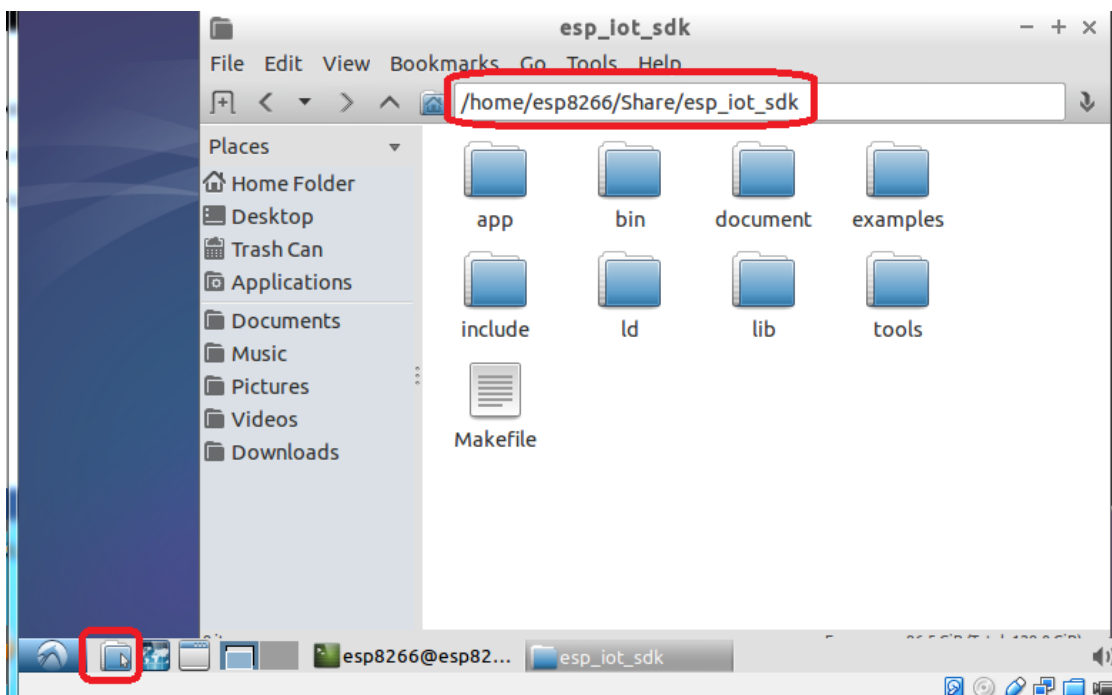 esp_iot_sdk
File Edit View Bookmarks Go Tools Help
/home/esp8266/Share/esp_iot_sdk
Places
Home Folder
Desktop
Trash Can
Applications
Documents
Music
Pictures
Videos
Downloads
app bin document examples
include ld lib tools
Makefile
esp8266@esp82... esp_iot_sdk